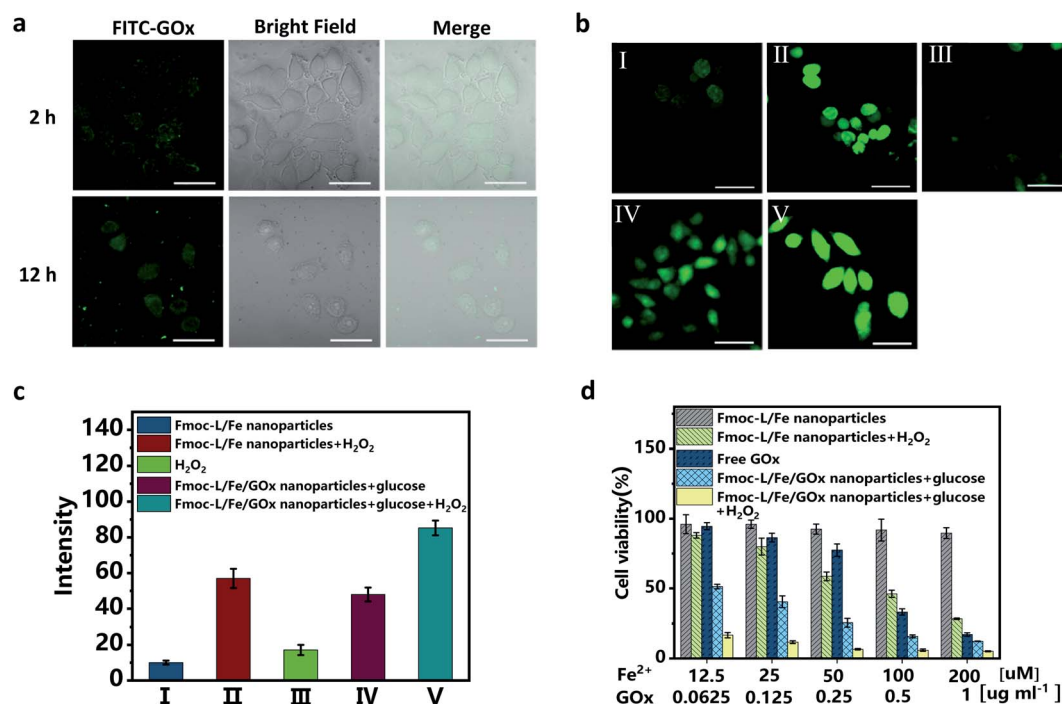 a
FITC-GOx Bright Field Merge
2 h
12 h
b
I II III
IV V
c
140
120
100
80
60
40
20
0
Intensity
Fmoc-L/Fe nanoparticles
Fmoc-L/Fe nanoparticles+H₂O₂
H₂O₂
Fmoc-L/Fe/GOx nanoparticles+glucose
Fmoc-L/Fe/GOx nanoparticles+glucose+H₂O₂
I II III IV V
d
150
100
50
0
Cell viability(%)
Fmoc-L/Fe nanoparticles
Fmoc-L/Fe nanoparticles+H₂O₂
Free GOx
Fmoc-L/Fe/GOx nanoparticles+glucose
Fmoc-L/Fe/GOx nanoparticles+glucose
+H₂O₂
Fe²⁺ 12.5 25 50 100 200 [uM]
GOx 0.0625 0.125 0.25 0.5 1 [ug ml⁻¹]